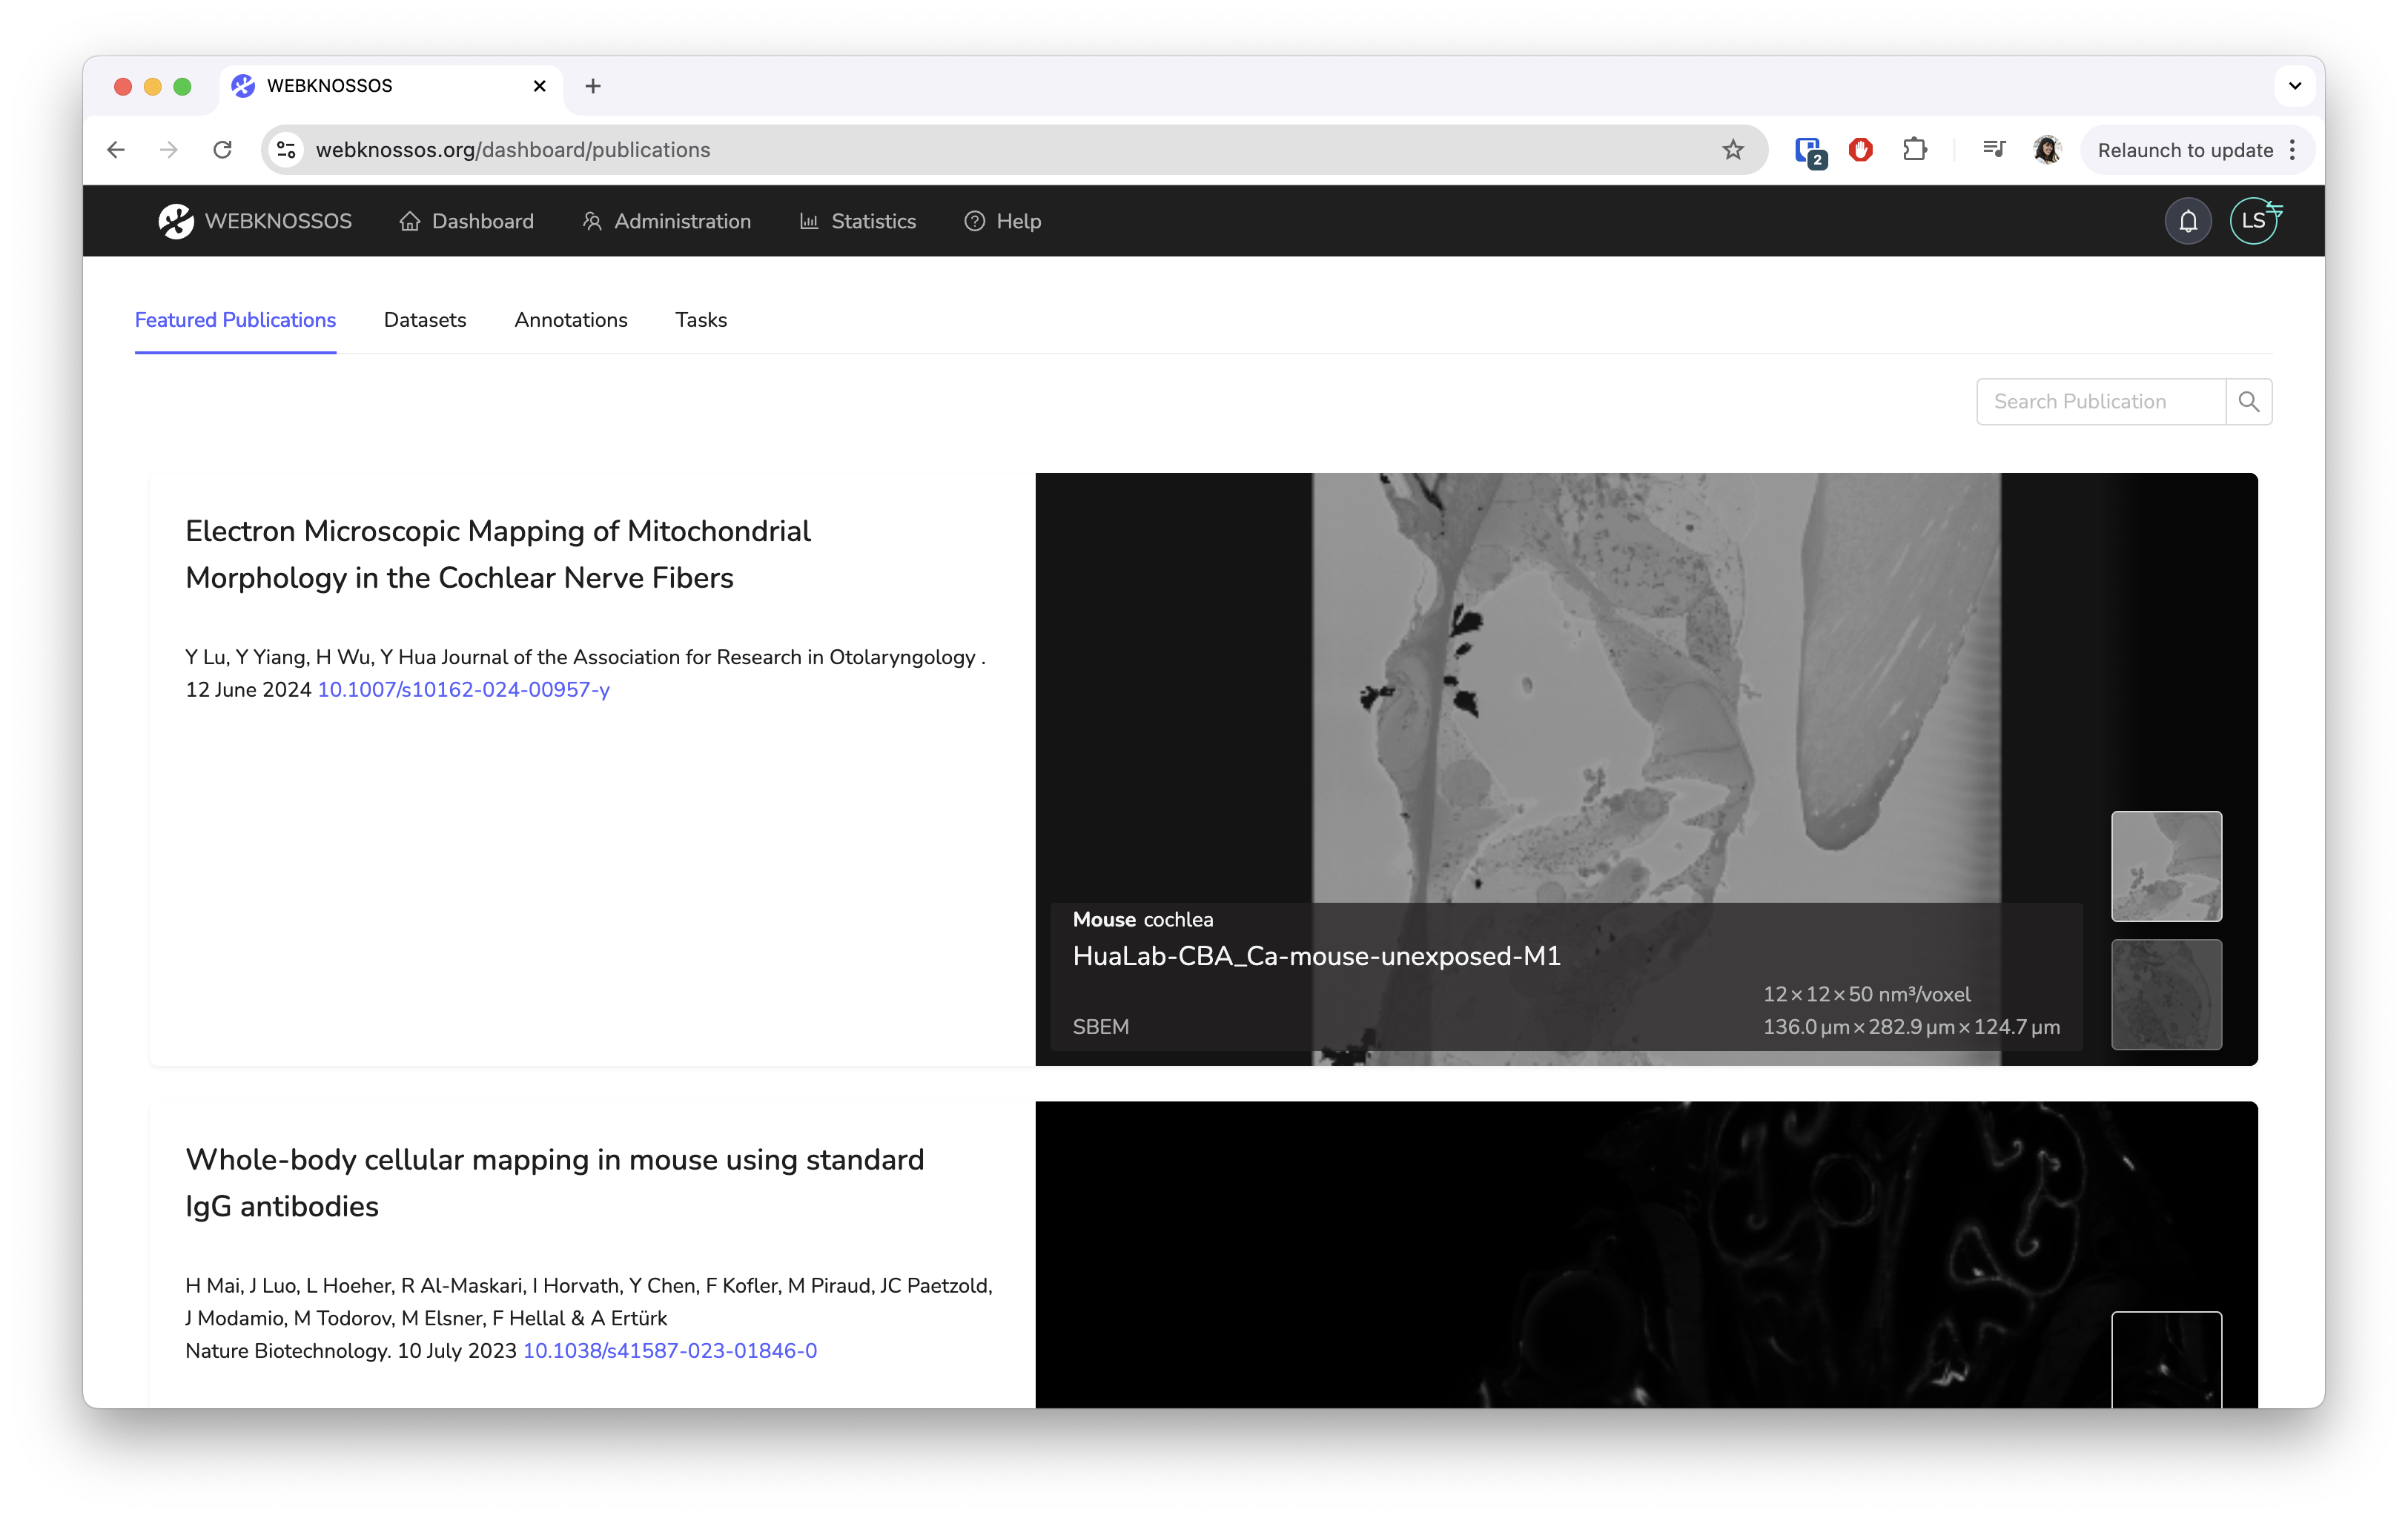 WEBKNOSSOS
webknossos.org/dashboard/publications
2
Relaunch to update
WEBKNOSSOS
Dashboard
Administration
Statistics
Help
LS
Featured Publications
Datasets
Annotations
Tasks
Search Publication
Electron Microscopic Mapping of Mitochondrial
Morphology in the Cochlear Nerve Fibers
Y Lu, Y Yiang, H Wu, Y Hua Journal of the Association for Research in Otolaryngology .
12 June 2024 10.1007/s10162-024-00957-y
Mouse cochlea
HuaLab-CBA_Ca-mouse-unexposed-M1
12×12×50 nm³/voxel
SBEM
136.0 µm×282.9 µm×124.7 µm
Whole-body cellular mapping in mouse using standard
IgG antibodies
H Mai, J Luo, L Hoeher, R Al-Maskari, I Horvath, Y Chen, F Kofler, M Piraud, JC Paetzold,
J Modamio, M Todorov, M Elsner, F Hellal & A Ertürk
Nature Biotechnology. 10 July 2023 10.1038/s41587-023-01846-0